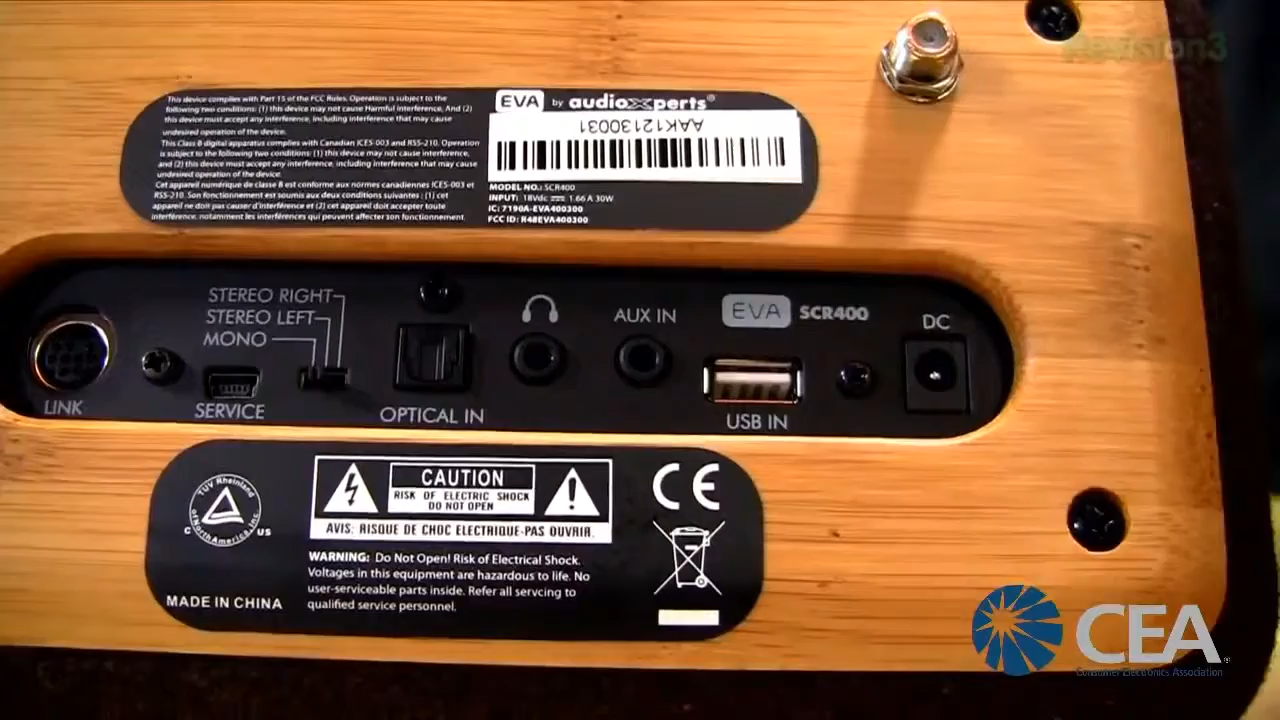 Revision3
This device complies with Part 15 of the FCC Rules. Operation is subject to the
following two conditions: (1) this device may not cause Harmful interference, And (2)
this device must accept any interference, including interference that may cause
undesired operation of the device.
This Class B digital apparatus complies with Canadian ICES-003 and RSS-210. Operation
is subject to the following two conditions: (1) this device may not cause interference,
and (2) this device must accept any interference, including interference that may cause
undesired operation of the device.
Cet appareil numérique de classe B est conforme aux normes canadiennes ICES-003 et
RSS-210. Son fonctionnement est soumis aux deux conditions suivantes : (1) cet
appareil ne doit pas causer d'interférence et (2) cet appareil doit accepter toute
interférence, notamment les interférences qui peuvent affecter son fonctionnement.
EVA by audioXperts®
AAK12130031
MODEL NO.: SCR400
INPUT: 18Vdc 1.66 A 30W
IC: 7190A-EVA400300
FCC ID: R48EVA400300
STEREO RIGHT
STEREO LEFT
MONO
LINK
SERVICE
OPTICAL IN
AUX IN
EVA SCR400
USB IN
DC
TÜV Rheinland
of North America, Inc.
C US
MADE IN CHINA
CAUTION
RISK OF ELECTRIC SHOCK
DO NOT OPEN
AVIS: RISQUE DE CHOC ELECTRIQUE-PAS OUVRIR.
WARNING: Do Not Open! Risk of Electrical Shock.
Voltages in this equipment are hazardous to life. No
user-serviceable parts inside. Refer all servcing to
qualified service personnel.
CE
CEA®
Consumer Electronics Association